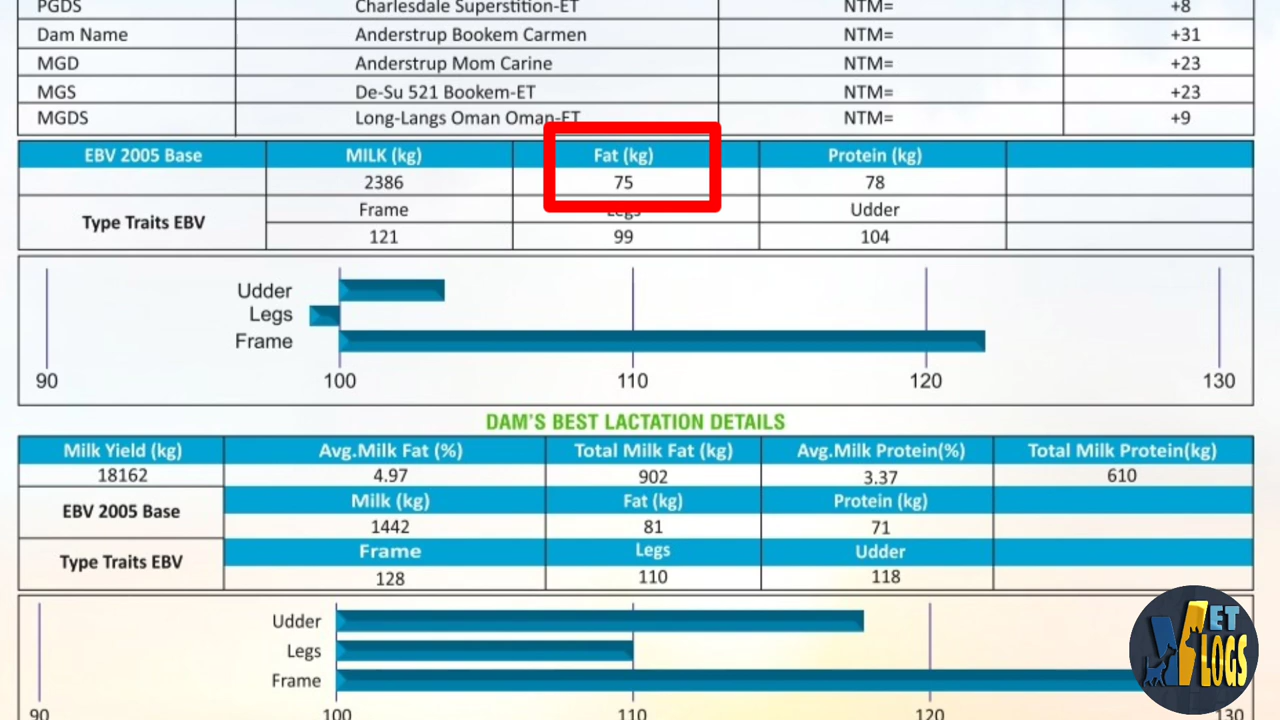 PGDS Charlesdale Superstition-ET NTM= +8
Dam Name Anderstrup Bookem Carmen NTM= +31
MGD Anderstrup Mom Carine NTM= +23
MGS De-Su 521 Bookem-ET NTM= +23
MGDS Long-Langs Oman Oman-ET NTM= +9
EBV 2005 Base MILK (kg) Fat (kg) Protein (kg)
2386 75 78
Type Traits EBV Frame Legs Udder
121 99 104
Udder
Legs
Frame
90 100 110 120 130
DAM'S BEST LACTATION DETAILS
Milk Yield (kg) Avg.Milk Fat (%) Total Milk Fat (kg) Avg.Milk Protein(%) Total Milk Protein(kg)
18162 4.97 902 3.37 610
EBV 2005 Base Milk (kg) Fat (kg) Protein (kg)
1442 81 71
Type Traits EBV Frame Legs Udder
128 110 118
Udder
Legs
Frame
90 100 110 120 130
VET
VLOGS